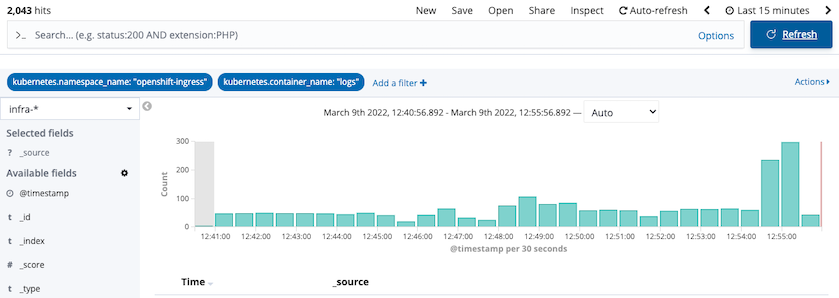 2,043 hits
New Save Open Share Inspect Auto-refresh Last 15 minutes
>_ Search... (e.g. status:200 AND extension:PHP) Options Refresh
kubernetes.namespace_name: "openshift-ingress" kubernetes.container_name: "logs" Add a filter + Actions
infra-*
March 9th 2022, 12:40:56.892 - March 9th 2022, 12:55:56.892 — Auto
Selected fields
? _source
Available fields
@timestamp
t _id
t _index
# _score
t _type
Count
300
200
100
0
12:41:00 12:42:00 12:43:00 12:44:00 12:45:00 12:46:00 12:47:00 12:48:00 12:49:00 12:50:00 12:51:00 12:52:00 12:53:00 12:54:00 12:55:00
@timestamp per 30 seconds
Time _source